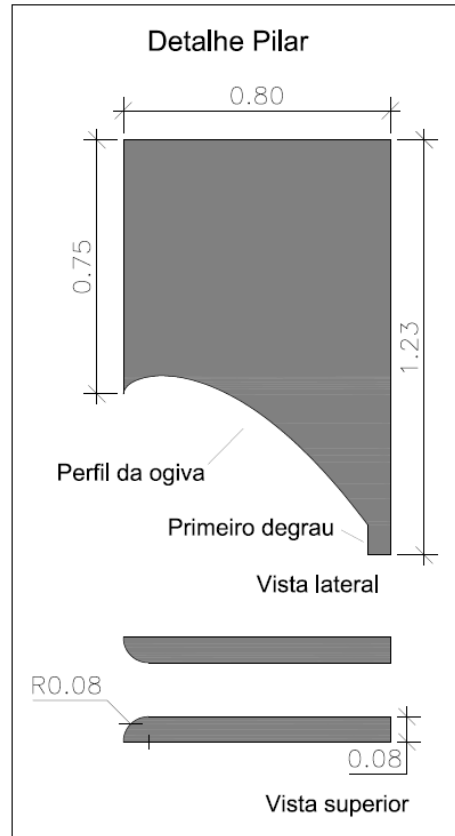 Detalhe Pilar
0.80
0.75
1.23
Perfil da ogiva
Primeiro degrau
Vista lateral
R0.08
0.08
Vista superior